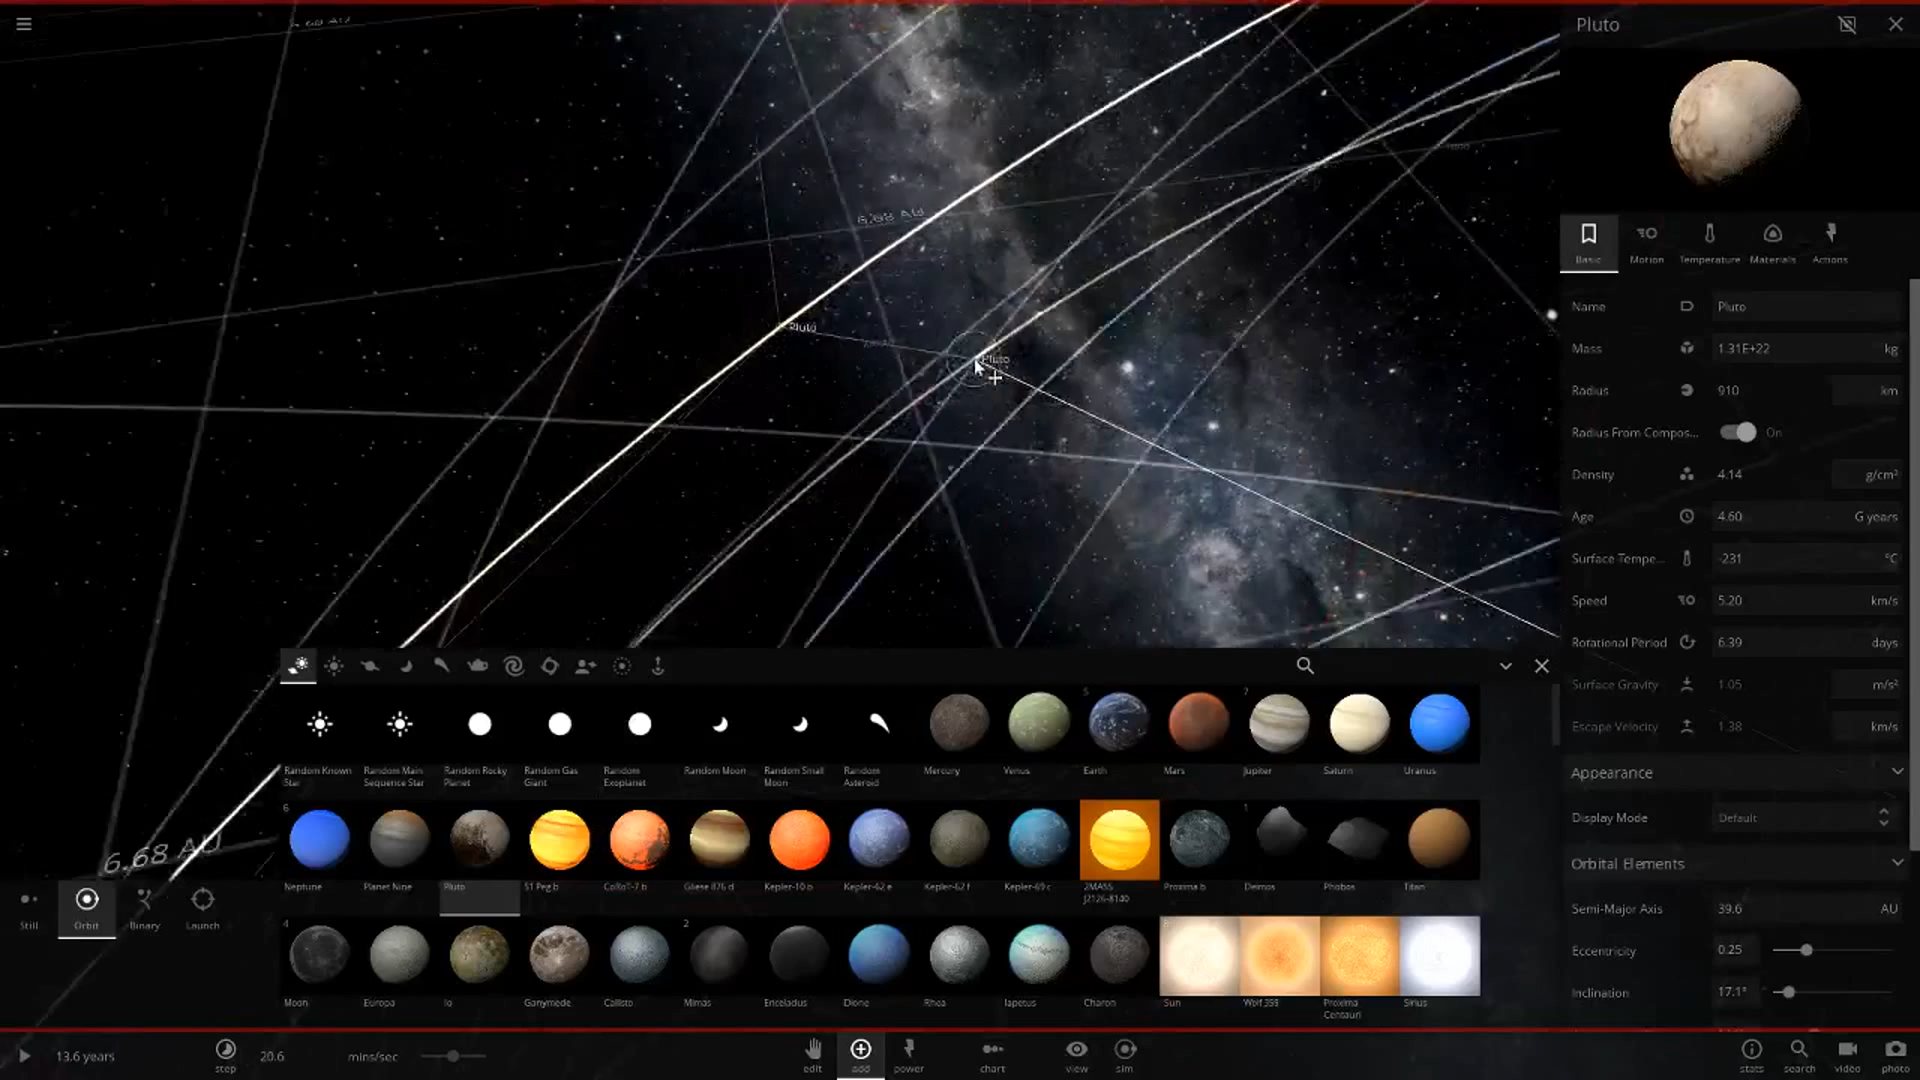 Pluto
6.68 AU
Pluto
Pluto
6.68 AU
Basic
Motion
Temperature
Materials
Actions
Name
Pluto
Mass
1.31E+22
kg
Radius
910
km
Radius From Compos...
On
Density
4.14
g/cm³
Age
4.60
G years
Surface Tempe...
-231
°C
Speed
5.20
km/s
Rotational Period
6.39
days
Surface Gravity
1.05
m/s²
Escape Velocity
1.38
km/s
Appearance
Display Mode
Default
Orbital Elements
Semi-Major Axis
39.6
AU
Eccentricity
0.25
Inclination
17.1°
5
7
Random Known
Star
Random Main
Sequence Star
Random Rocky
Planet
Random Gas
Giant
Random
Exoplanet
Random Moon
Random Small
Moon
Random
Asteroid
Mercury
Venus
Earth
Mars
Jupiter
Saturn
Uranus
6
1
Neptune
Planet Nine
Pluto
51 Peg b
CoRoT-7 b
Gliese 876 d
Kepler-10 b
Kepler-62 e
Kepler-62 f
Kepler-69 c
2MASS
J2126-8140
Proxima b
Deimos
Phobos
Titan
4
2
Moon
Europa
Io
Ganymede
Callisto
Mimas
Enceladus
Dione
Rhea
Iapetus
Charon
Sun
Wolf 359
Proxima
Centauri
Sirius
Still
Orbit
Binary
Launch
13.6 years
step
20.6
mins/sec
edit
add
power
chart
view
sim
stats
search
video
photo